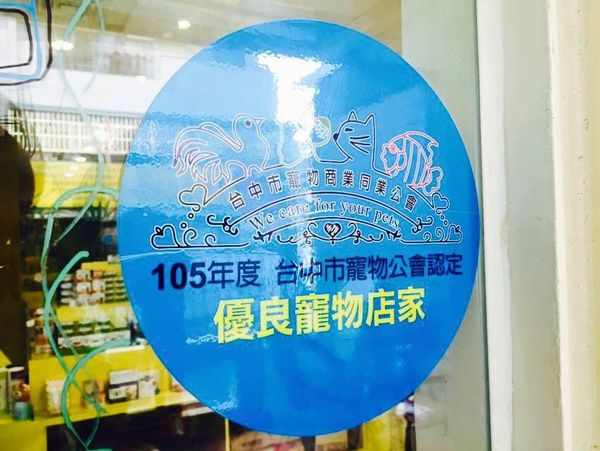 台中市寵物商業同業公會
We care for your pets
105年度 台中市寵物公會認定
優良寵物店家